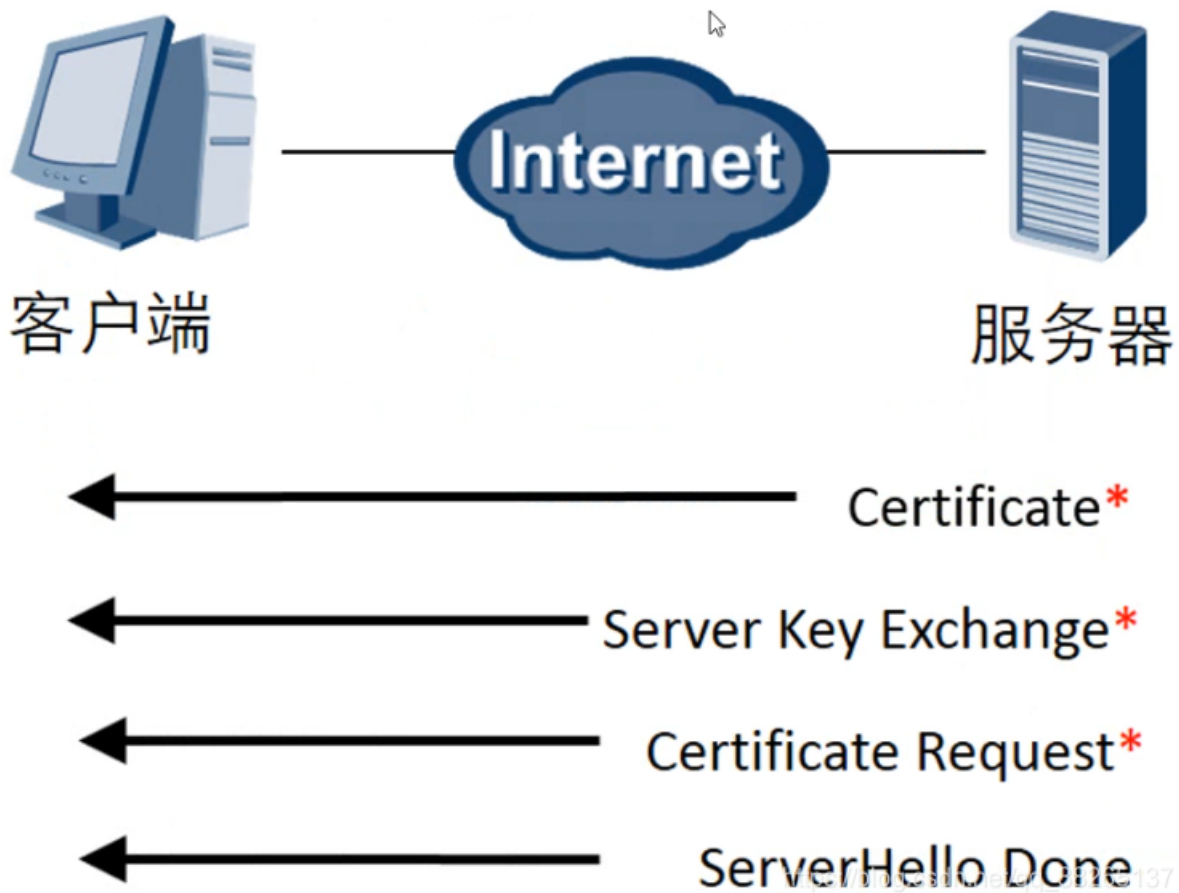 Internet
客户端
服务器
Certificate*
Server Key Exchange*
Certificate Request*
ServerHello Done